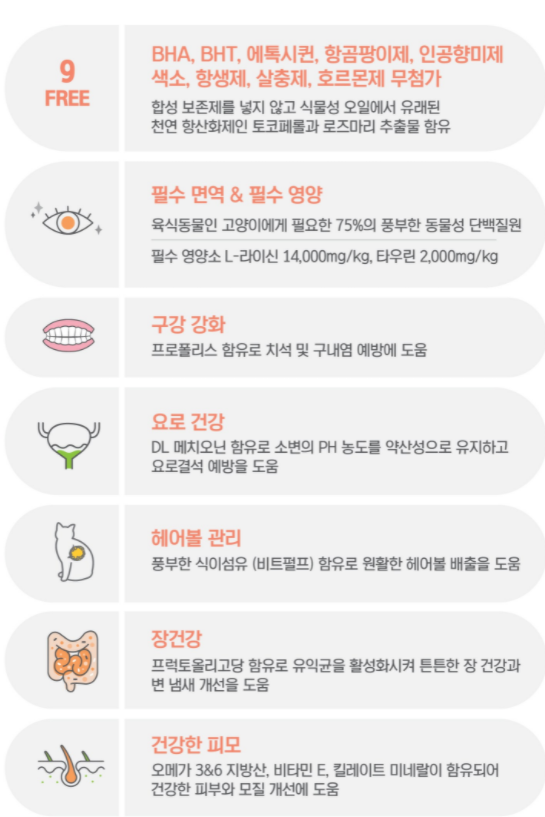 9
FREE
BHA, BHT, 에톡시퀸, 항곰팡이제, 인공향미제
색소, 항생제, 살충제, 호르몬제 무첨가
합성 보존제를 넣지 않고 식물성 오일에서 유래된
천연 항산화제인 토코페롤과 로즈마리 추출물 함유
필수 면역 & 필수 영양
육식동물인 고양이에게 필요한 75%의 풍부한 동물성 단백질원
필수 영양소 L-라이신 14,000mg/kg, 타우린 2,000mg/kg
구강 강화
프로폴리스 함유로 치석 및 구내염 예방에 도움
요로 건강
DL 메치오닌 함유로 소변의 PH 농도를 약산성으로 유지하고
요로결석 예방을 도움
헤어볼 관리
풍부한 식이섬유 (비트펄프) 함유로 원활한 헤어볼 배출을 도움
장건강
프럭토올리고당 함유로 유익균을 활성화시켜 튼튼한 장 건강과
변 냄새 개선을 도움
건강한 피모
오메가 3&6 지방산, 비타민 E, 킬레이트 미네랄이 함유되어
건강한 피부와 모질 개선에 도움